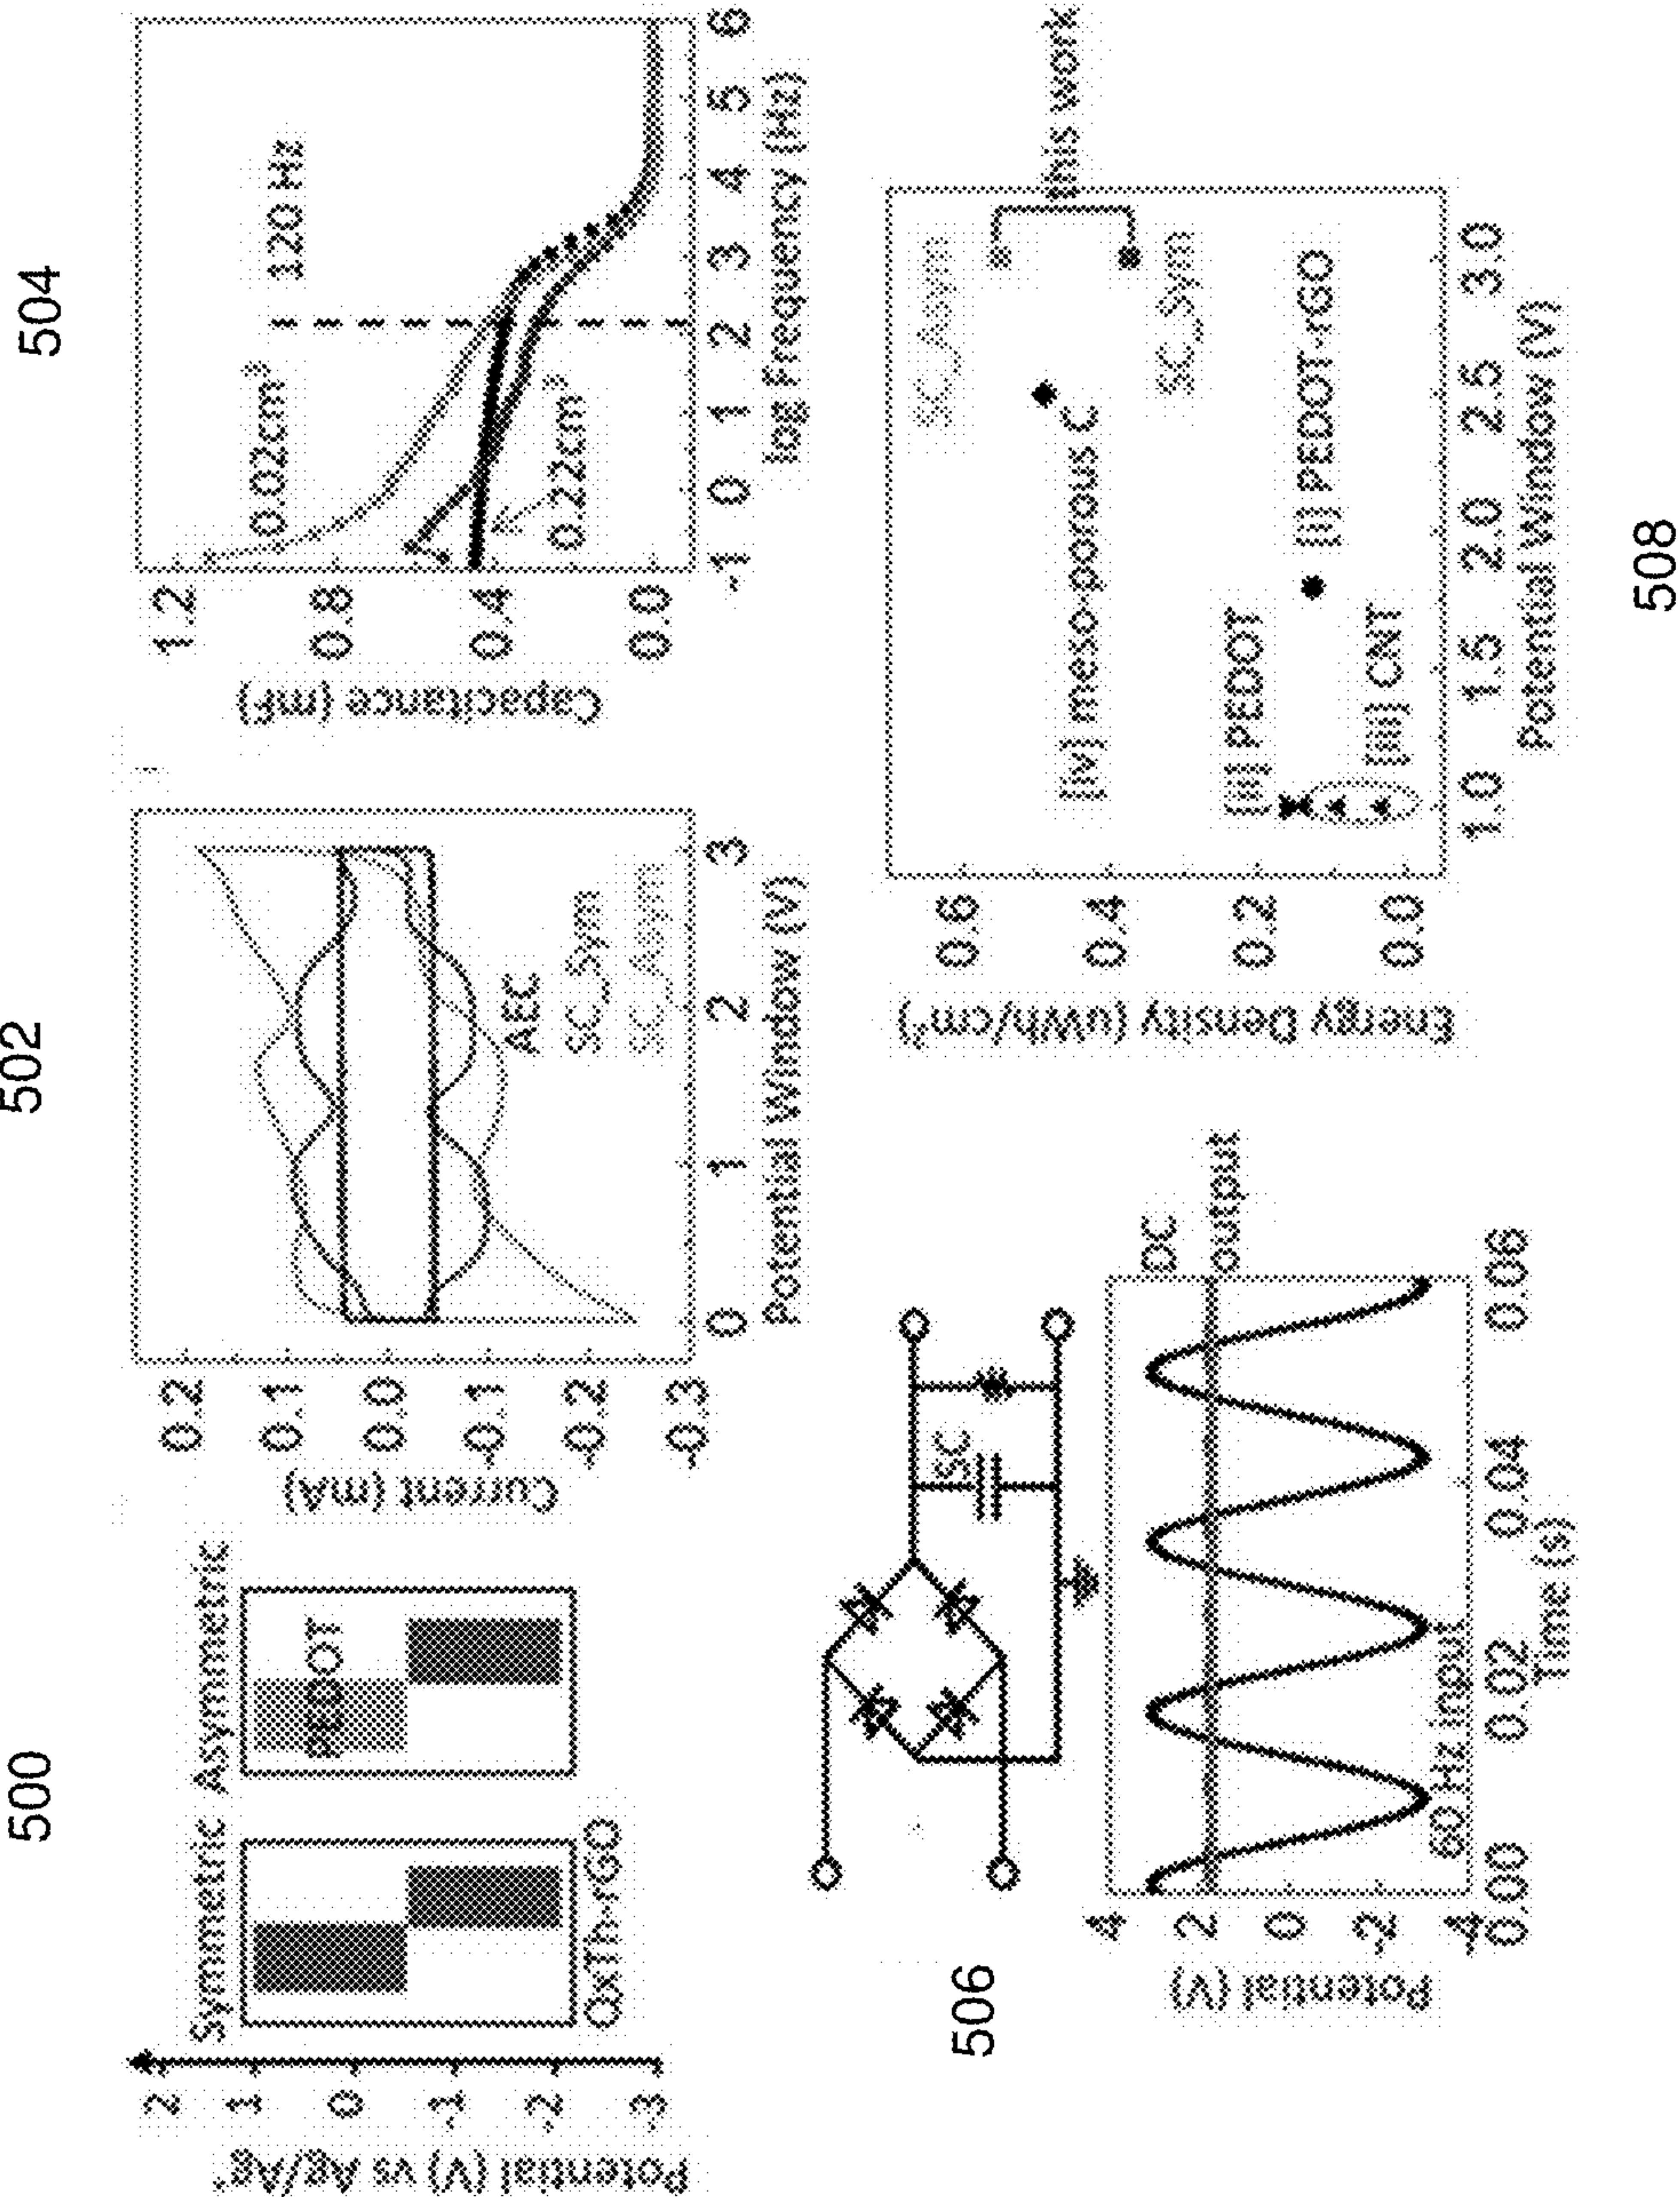 500
Symmetric Asymmetric
PEDOT
OxTh-rGO
Potential (V) vs Ag/Ag⁺
2
1
0
-1
-2
-3
502
Current (mA)
0.2
0.1
0.0
-0.1
-0.2
-0.3
AEC
SC_Sym
SC_Asym
0 1 2 3
Potential Window (V)
504
Capacitance (mF)
1.2
0.8
0.4
0.0
0.02cm³
120 Hz
0.22cm³
-1 0 1 2 3 4 5 6
log Frequency (Hz)
506
SC
Potential (V)
4
2
0
-2
-4
DC
output
60 Hz input
0.00 0.02 0.04 0.06
Time (s)
Energy Density (uWh/cm²)
0.6
0.4
0.2
0.0
SC_Asym
this work
[iv] meso-porous C
SC_Sym
[ii] PEDOT
[i] PEDOT-rGO
[iii] CNT
1.0 1.5 2.0 2.5 3.0
Potential Window (V)
508